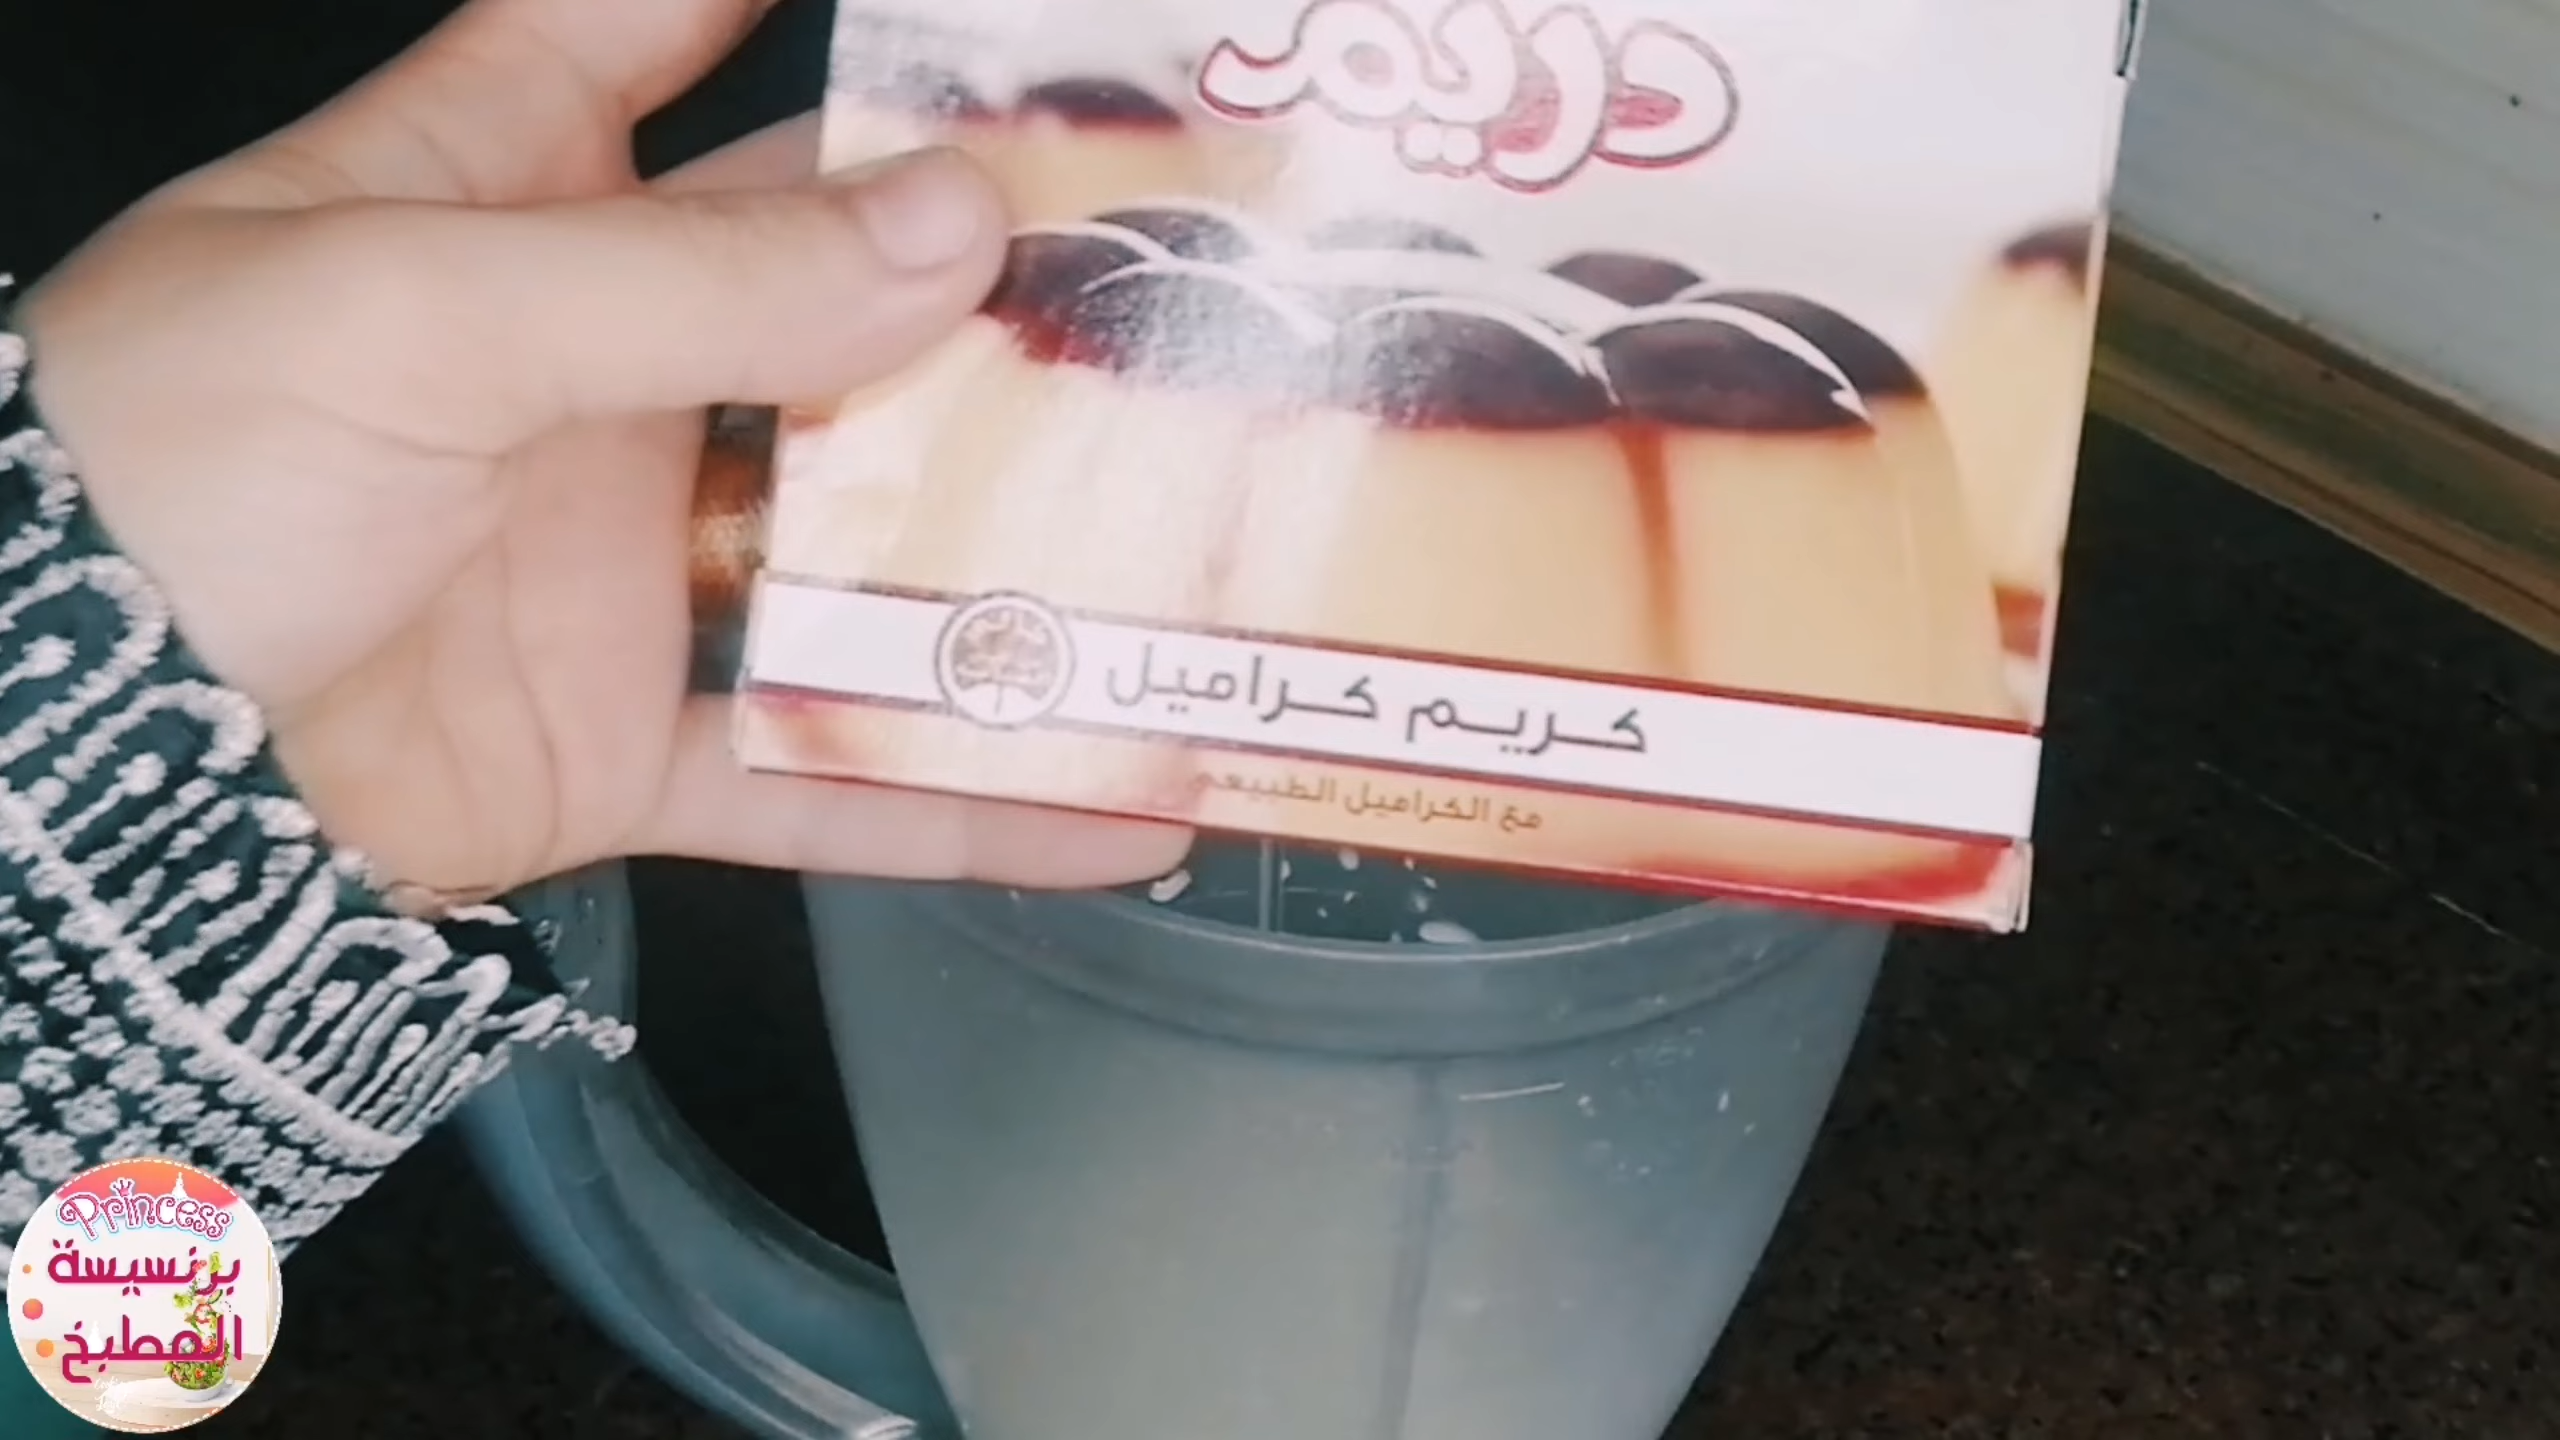 دريم
كريم كراميل
مع الكراميل الطبيعي
Princess
برنسيسة
المطبخ